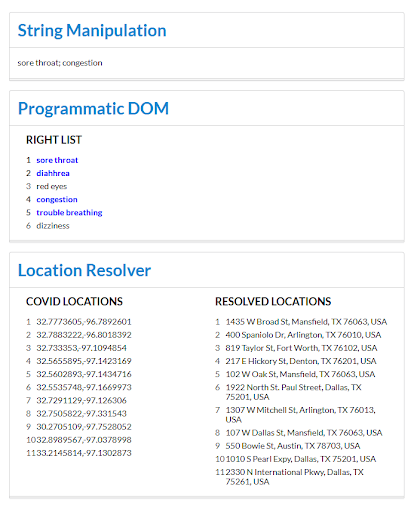 String Manipulation
sore throat; congestion
Programmatic DOM
RIGHT LIST
1 sore throat
2 diahhrea
3 red eyes
4 congestion
5 trouble breathing
6 dizziness
Location Resolver
COVID LOCATIONS
1 32.7773605,-96.7892601
2 32.7883222,-96.8018392
3 32.733353,-97.1094854
4 32.5655895,-97.1423169
5 32.5602893,-97.1434716
6 32.5535748,-97.1669973
7 32.7291129,-97.126306
8 32.7505822,-97.331543
9 30.2705109,-97.7528052
1032.8989567,-97.0378998
1133.2145814,-97.1302873
RESOLVED LOCATIONS
1 1435 W Broad St, Mansfield, TX 76063, USA
2 400 Spaniolo Dr, Arlington, TX 76010, USA
3 819 Taylor St, Fort Worth, TX 76102, USA
4 217 E Hickory St, Denton, TX 76201, USA
5 102 W Oak St, Mansfield, TX 76063, USA
6 1922 North St. Paul Street, Dallas, TX
75201, USA
7 1307 W Mitchell St, Arlington, TX 76013,
USA
8 107 W Dallas St, Mansfield, TX 76063, USA
9 550 Bowie St, Austin, TX 78703, USA
101010 S Pearl Expy, Dallas, TX 75201, USA
112330 N International Pkwy, Dallas, TX
75261, USA